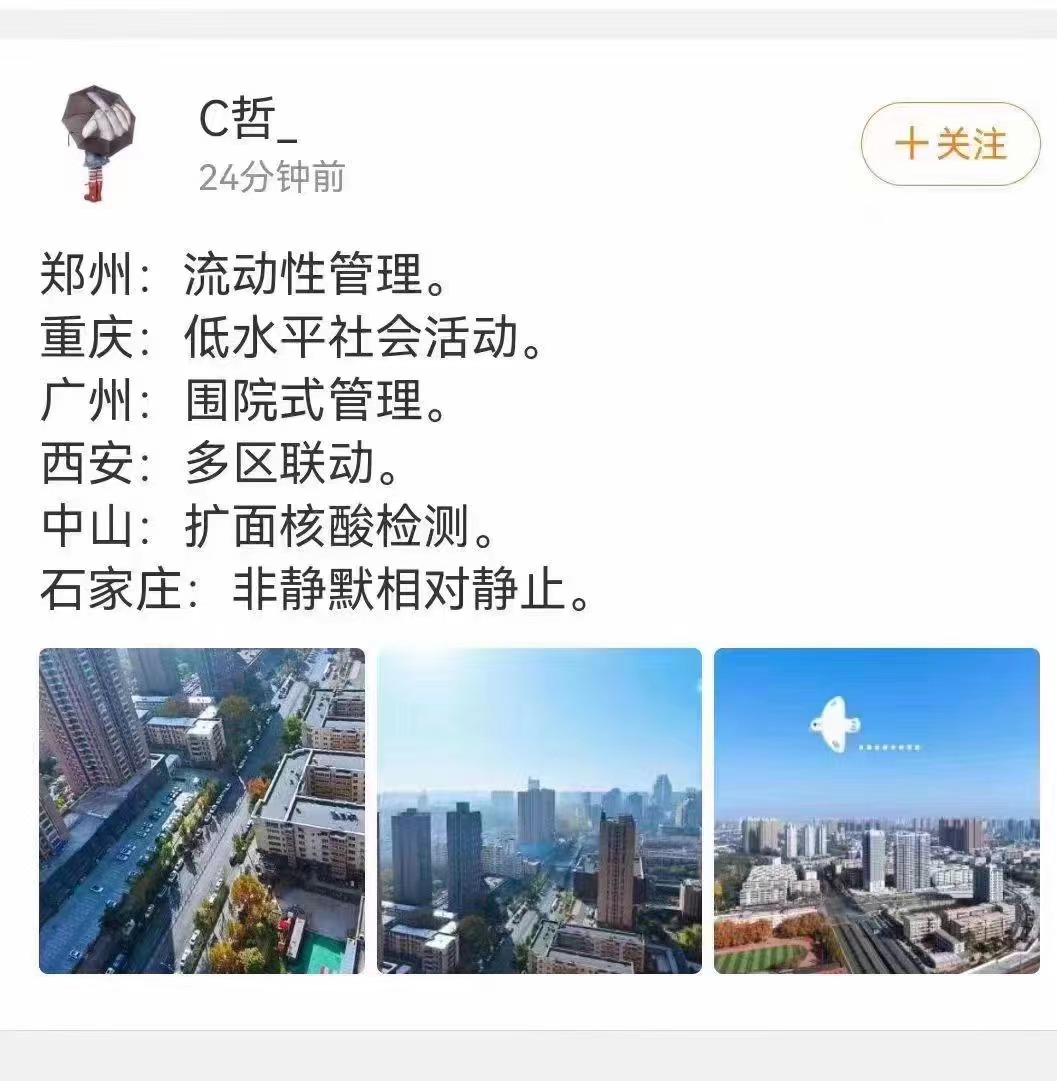 C哲_
24分钟前
十关注
郑州：流动性管理。
重庆：低水平社会活动。
广州：围院式管理。
西安：多区联动。
中山：扩面核酸检测。
石家庄：非静默相对静止。